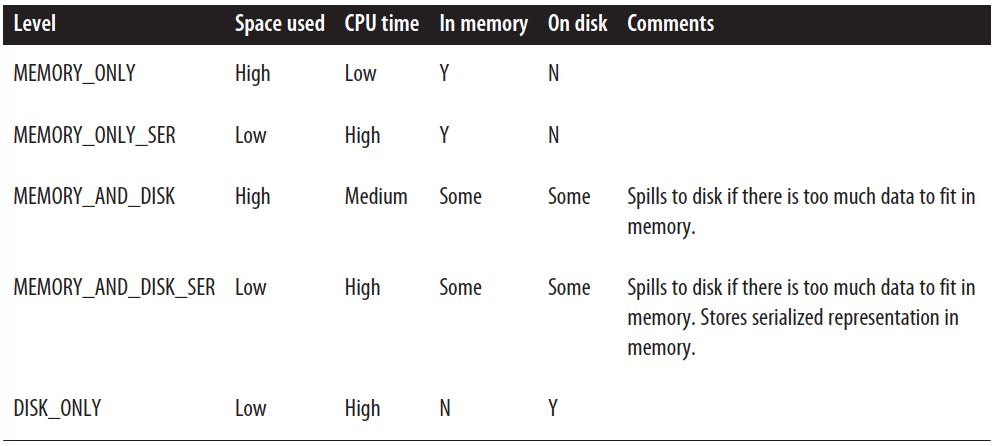 Level Space used CPU time In memory On disk Comments
MEMORY_ONLY High Low Y N
MEMORY_ONLY_SER Low High Y N
MEMORY_AND_DISK High Medium Some Some Spills to disk if there is too much data to fit in
memory.
MEMORY_AND_DISK_SER Low High Some Some Spills to disk if there is too much data to fit in
memory. Stores serialized representation in
memory.
DISK_ONLY Low High N Y